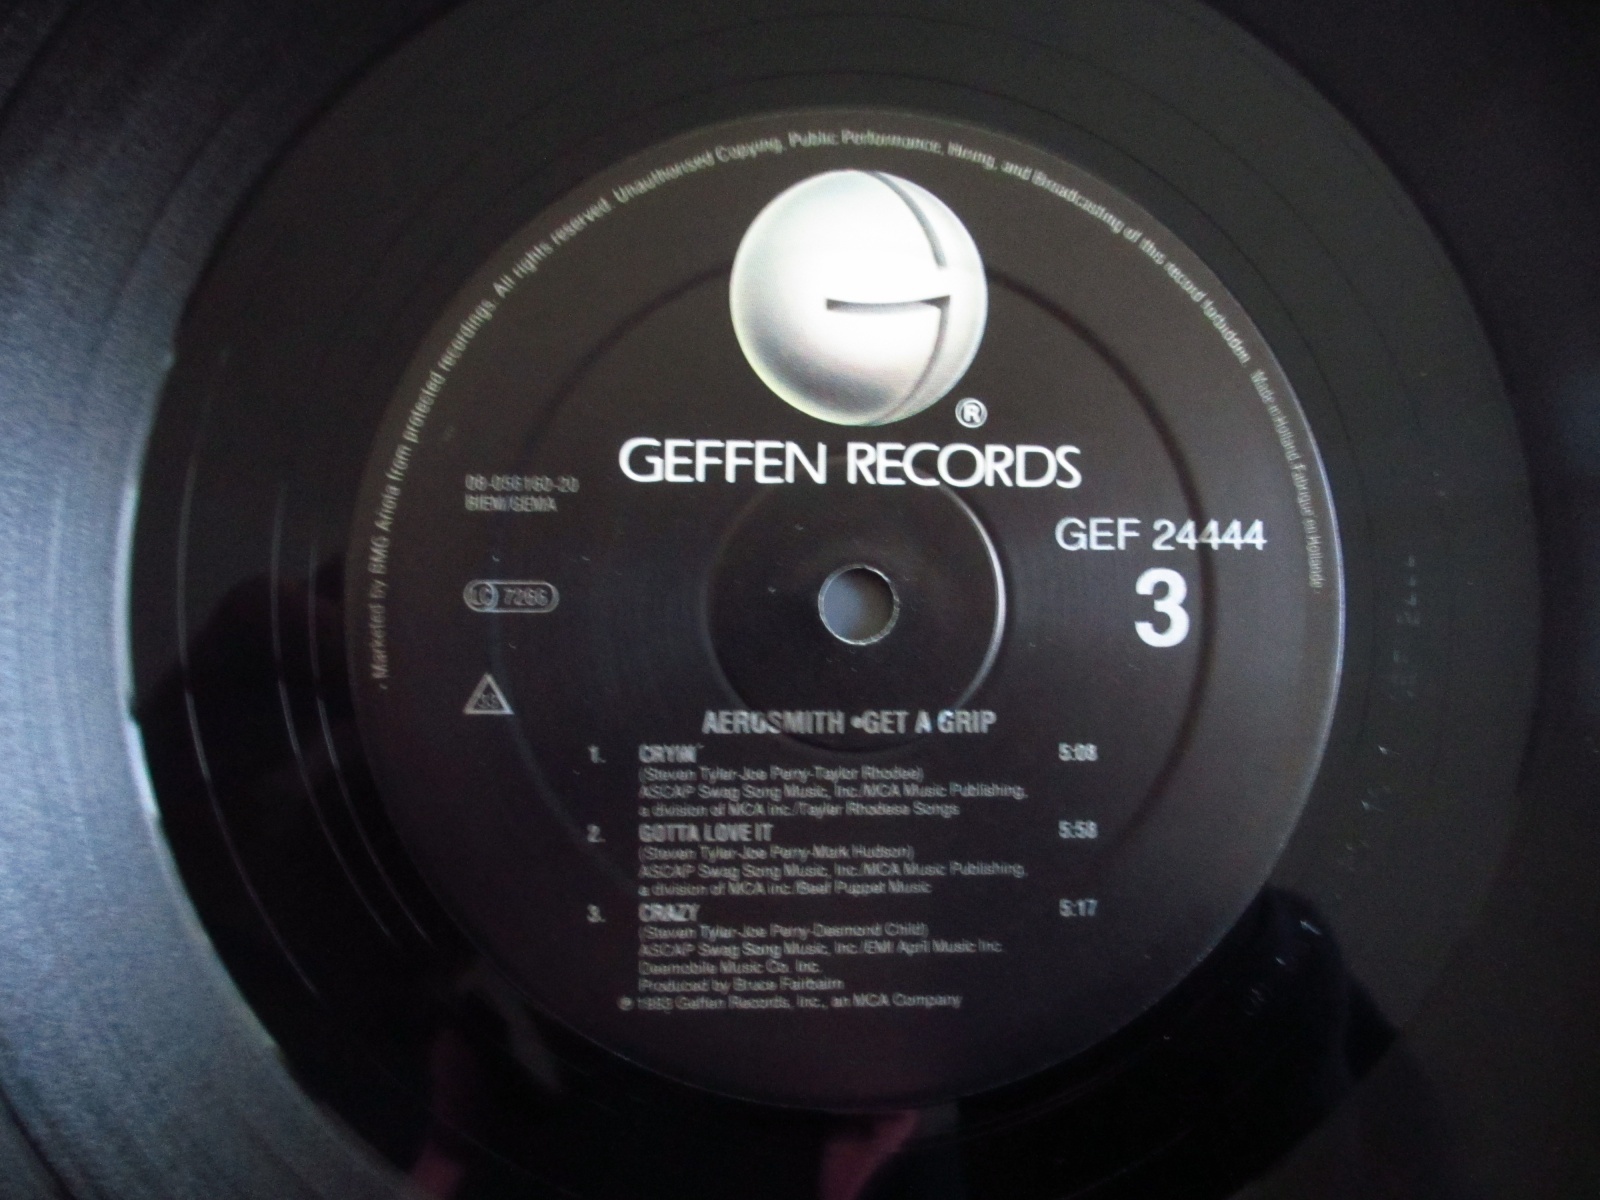 Marketed by BMG Ariola from protected recordings. All rights reserved. Unauthorised Copying, Public Performance, Hiring, and Broadcasting of this record forbidden. Made in Holland Fabriqué en Hollande
®
GEFFEN RECORDS
08-056160-20
BIEM/GEMA
GEF 24444
LC 7266
3
33
AEROSMITH •GET A GRIP
1. CRYIN' 5:08
(Steven Tyler-Joe Perry-Taylor Rhodes)
ASCAP Swag Song Music, Inc./MCA Music Publishing,
a division of MCA Inc./Taylor Rhodese Songs
2. GOTTA LOVE IT 5:58
(Steven Tyler-Joe Perry-Mark Hudson)
ASCAP Swag Song Music, Inc./MCA Music Publishing,
a division of MCA Inc./Beef Puppet Music
3. CRAZY 5:17
(Steven Tyler-Joe Perry-Desmond Child)
ASCAP Swag Song Music, Inc./EMI April Music Inc.
Desmobile Music Co. Inc.
Produced by Bruce Fairbairn
℗ 1993 Geffen Records, Inc., an MCA Company